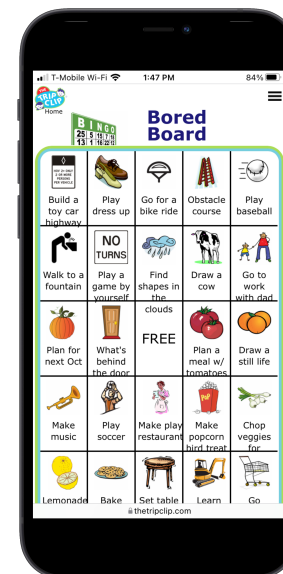 T-Mobile Wi-Fi 1:47 PM 84%
THE
TRIP
CLIP
Home
BINGO
Bored
Board
Build a
toy car
highway
Play
dress up
Go for a
bike ride
Obstacle
course
Play
baseball
Walk to a
fountain
NO
TURNS
Play a
game by
yourself
Find
shapes in
the
clouds
Draw a
cow
Go to
work
with dad
Plan for
next Oct
What's
behind
the door
FREE
Plan a
meal w/
tomatoes
Draw a
still life
Make
music
Play
soccer
Make play
restaurant
Make
popcorn
bird treat
Chop
veggies
for
Lemonade
Bake
Set table
Learn
Go
thetripclip.com